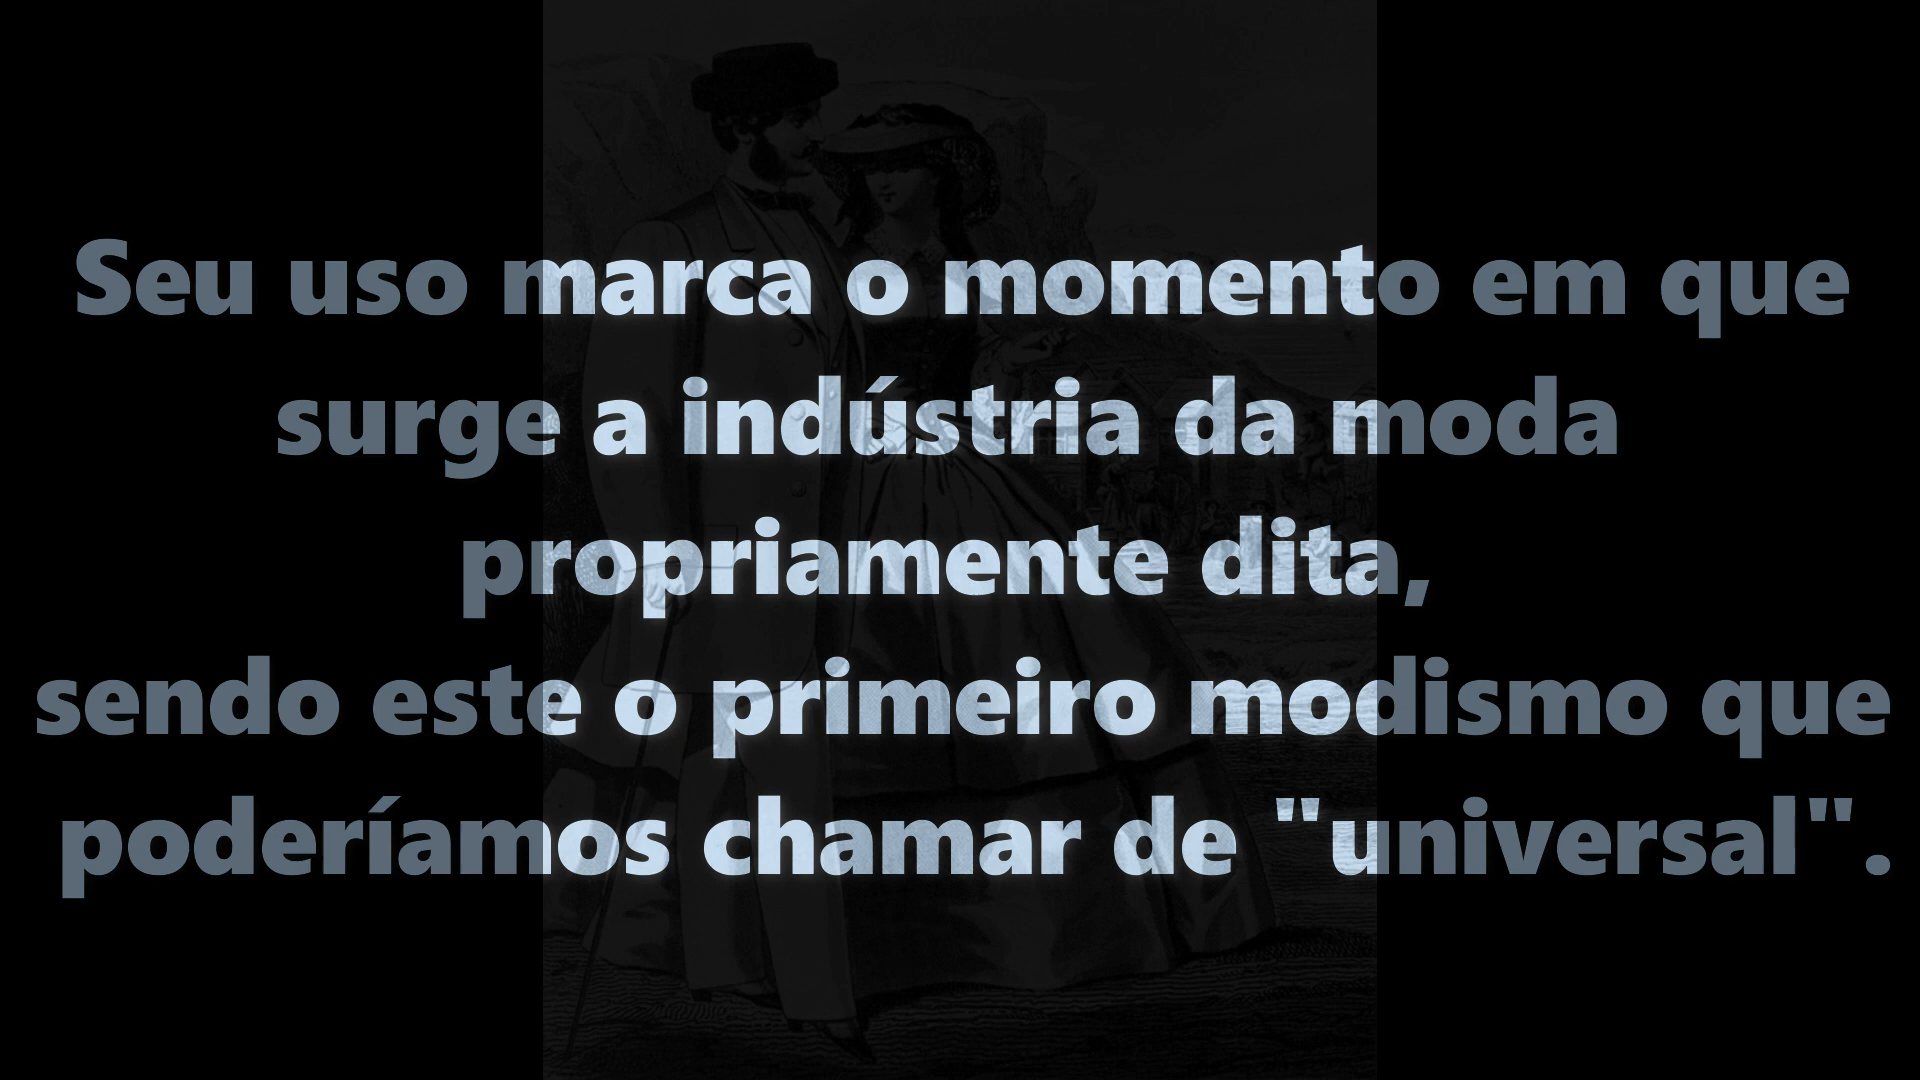 Seu uso marca o momento em que
surge a indústria da moda
propriamente dita,
sendo este o primeiro modismo que
poderíamos chamar de "universal".